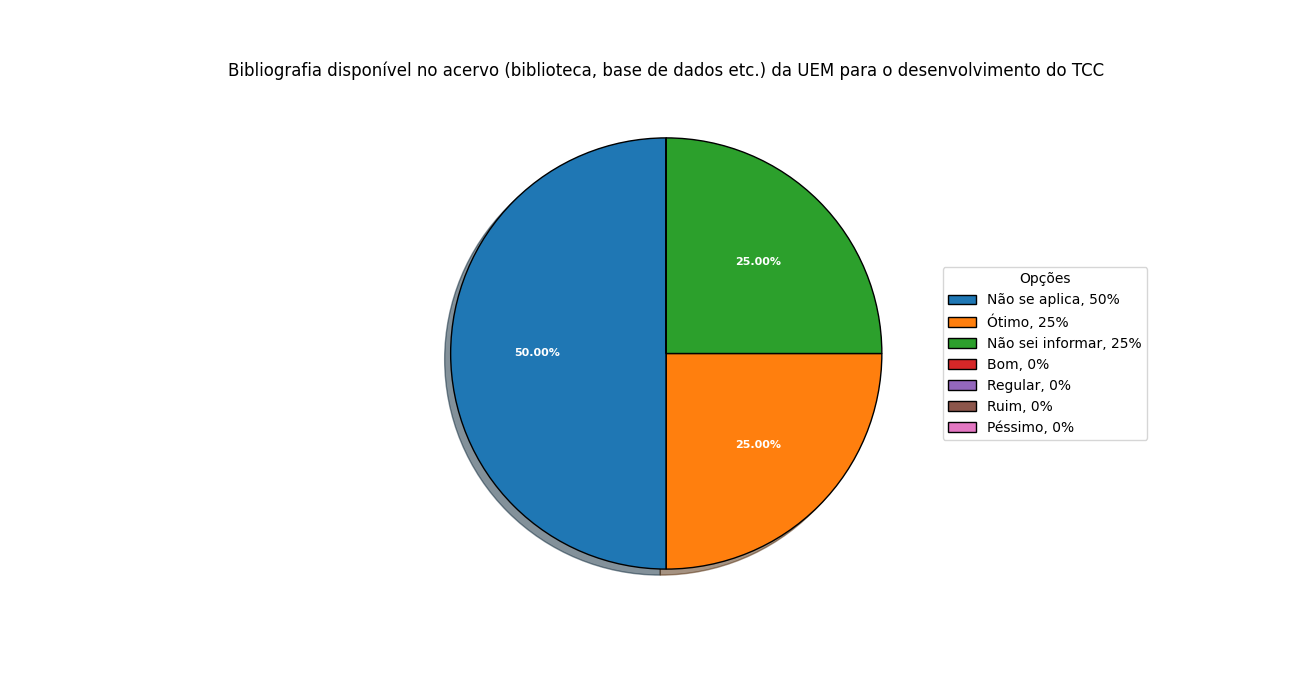 Bibliografia disponível no acervo (biblioteca, base de dados etc.) da UEM para o desenvolvimento do TCC
25.00%
50.00%
25.00%
Opções
Não se aplica, 50%
Ótimo, 25%
Não sei informar, 25%
Bom, 0%
Regular, 0%
Ruim, 0%
Péssimo, 0%